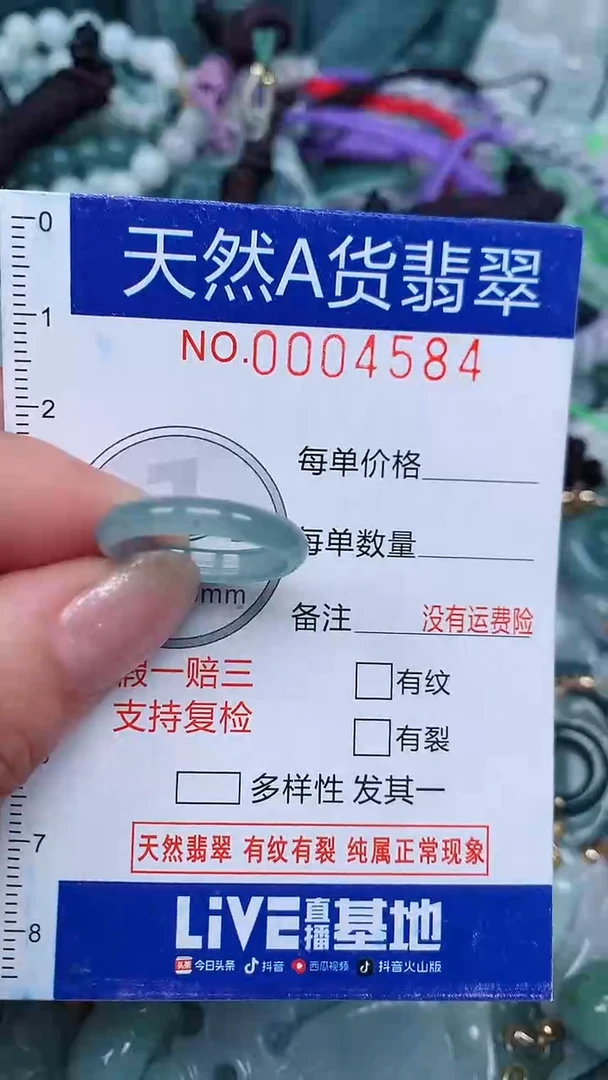 天然A货翡翠
NO.0004584
0
1
2
每单价格
每单数量
mm
备注 没有运费险
假一赔三
支持复检
有纹
有裂
多样性 发其一
天然翡翠 有纹有裂 纯属正常现象
7
8
LiVE直播基地
头条 今日头条 抖音 西瓜视频 抖音火山版